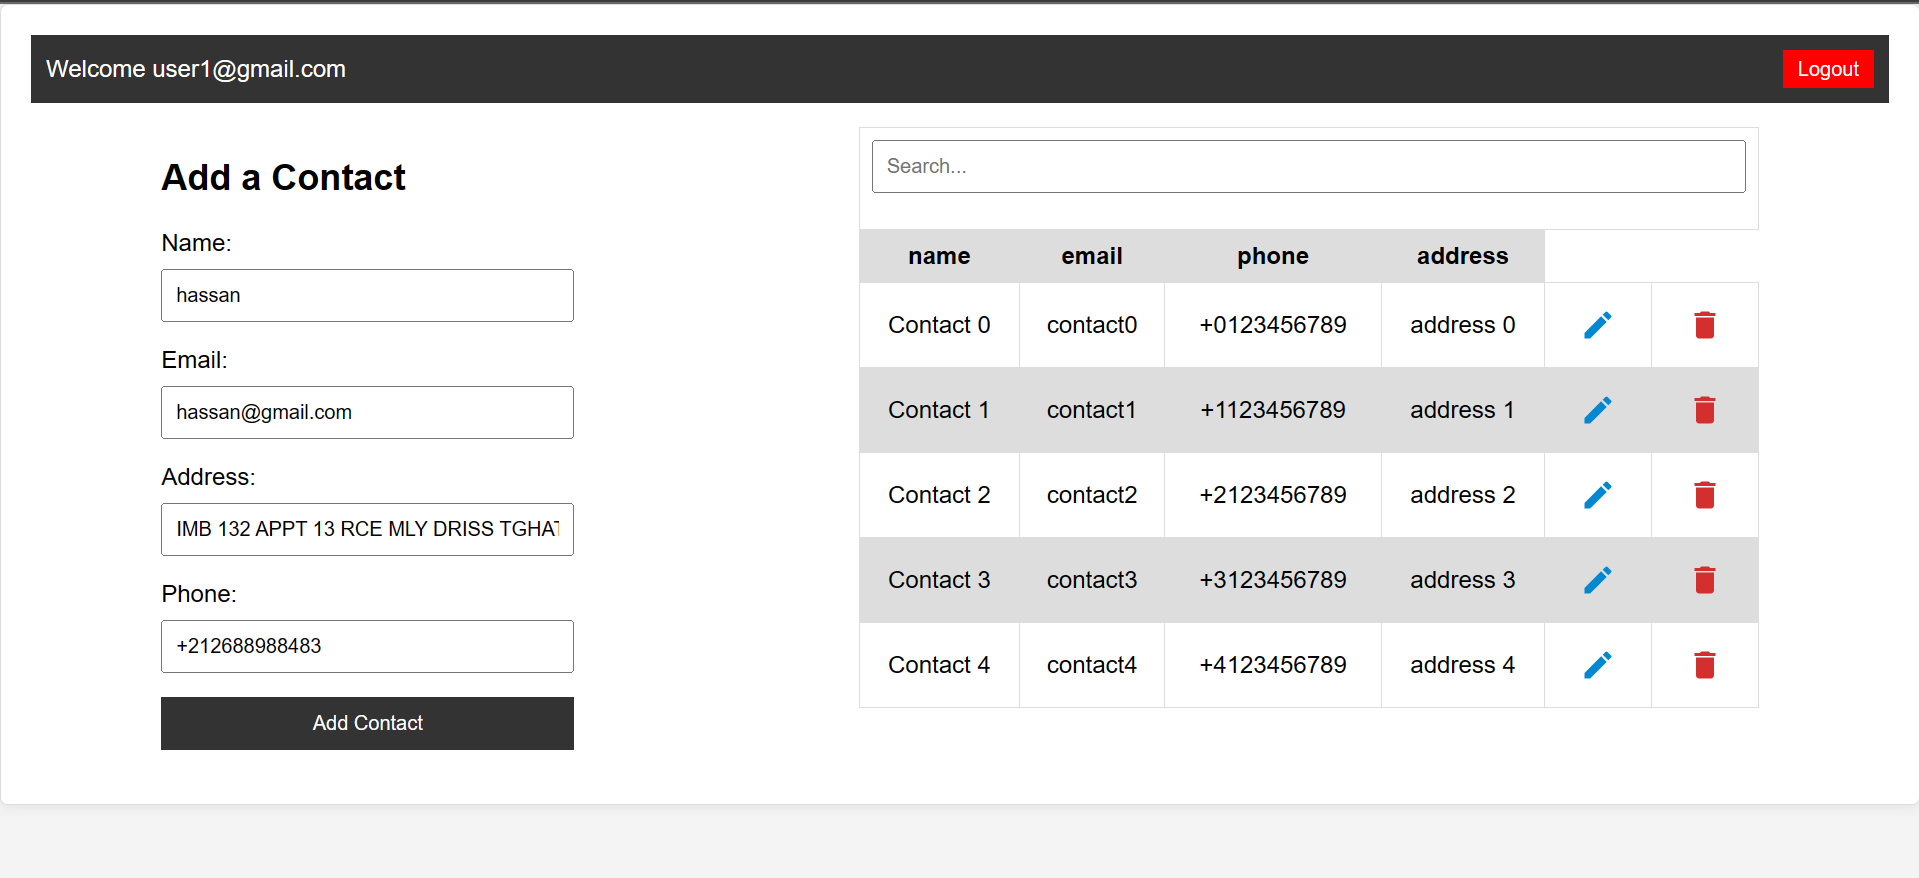 Welcome user1@gmail.com
Logout
Add a Contact
Name:
hassan
Email:
hassan@gmail.com
Address:
IMB 132 APPT 13 RCE MLY DRISS TGHAT
Phone:
+212688988483
Add Contact
Search...
name email phone address
Contact 0 contact0 +0123456789 address 0
Contact 1 contact1 +1123456789 address 1
Contact 2 contact2 +2123456789 address 2
Contact 3 contact3 +3123456789 address 3
Contact 4 contact4 +4123456789 address 4